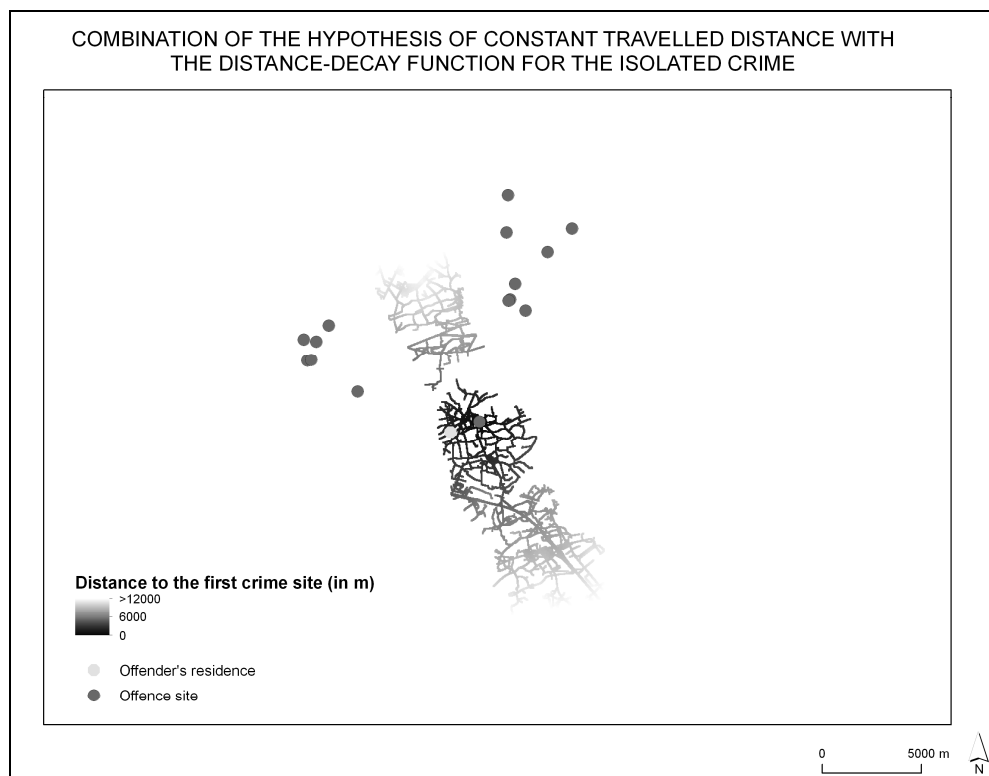 COMBINATION OF THE HYPOTHESIS OF CONSTANT TRAVELLED DISTANCE WITH
THE DISTANCE-DECAY FUNCTION FOR THE ISOLATED CRIME
Distance to the first crime site (in m)
>12000
6000
0
Offender's residence
Offence site
0 5000 m
N